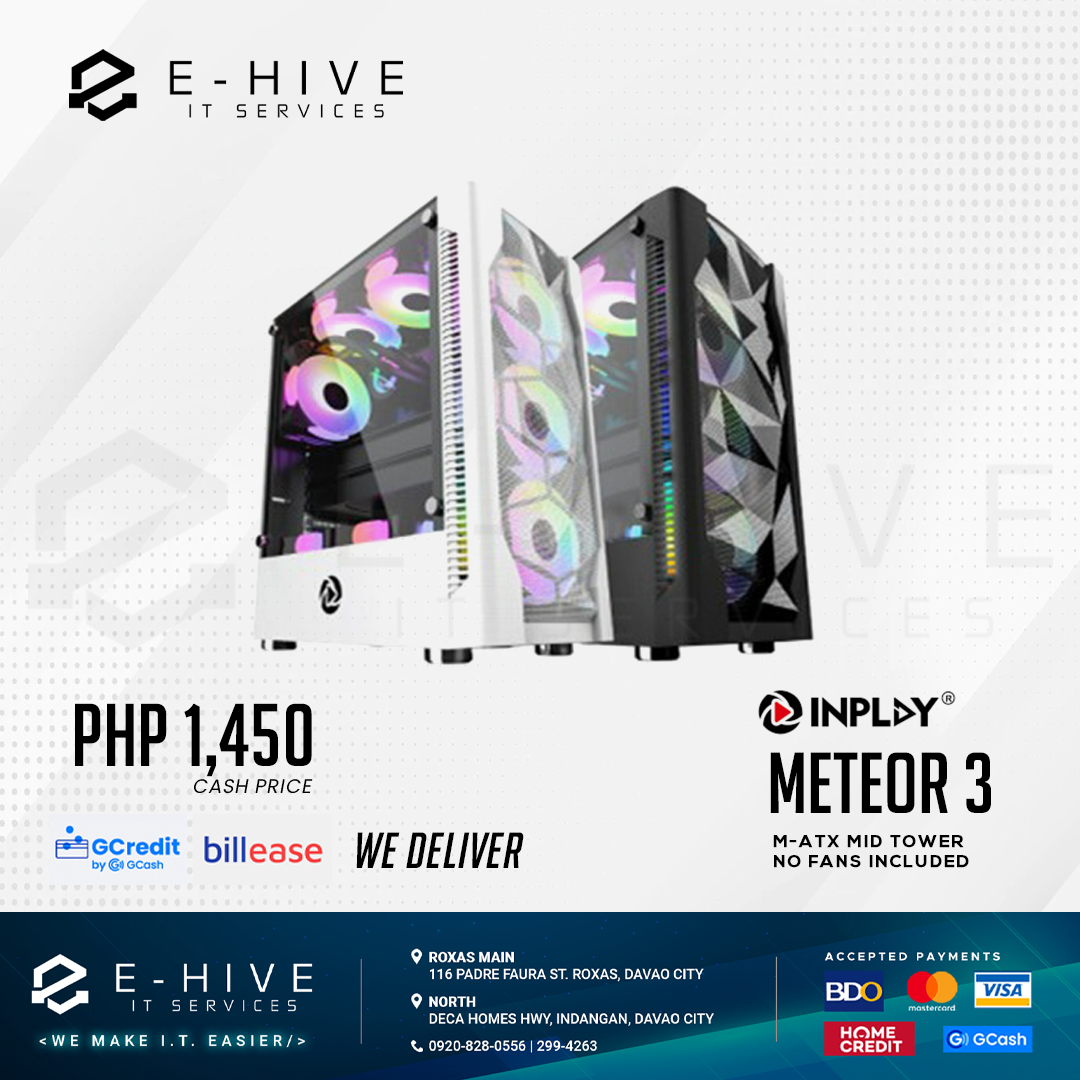 E-HIVE
IT SERVICES
E-HIVE
IT SERVICES
PHP 1,450
CASH PRICE
GCredit
by GCash
billease
WE DELIVER
INPLAY®
METEOR 3
M-ATX MID TOWER
NO FANS INCLUDED
E-HIVE
IT SERVICES
<WE MAKE I.T. EASIER/>
ROXAS MAIN
116 PADRE FAURA ST. ROXAS, DAVAO CITY
NORTH
DECA HOMES HWY, INDANGAN, DAVAO CITY
0920-828-0556 | 299-4263
ACCEPTED PAYMENTS
BDO
mastercard
VISA
HOME
CREDIT
GCash